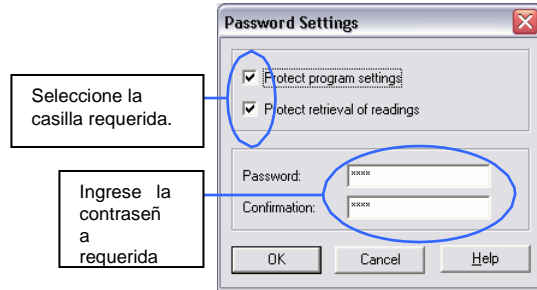 Password Settings
Protect program settings
Protect retrieval of readings
Seleccione la
casilla requerida.
Password: ****
Confirmation: ****
Ingrese la
contraseñ
a
requerida
OK Cancel Help